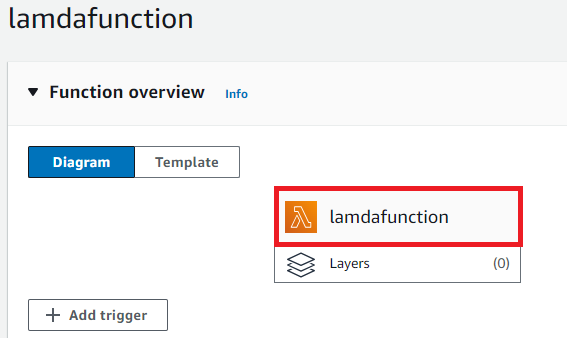 lamdafunction
Function overview Info
Diagram Template
lamdafunction
Layers (0)
Add trigger